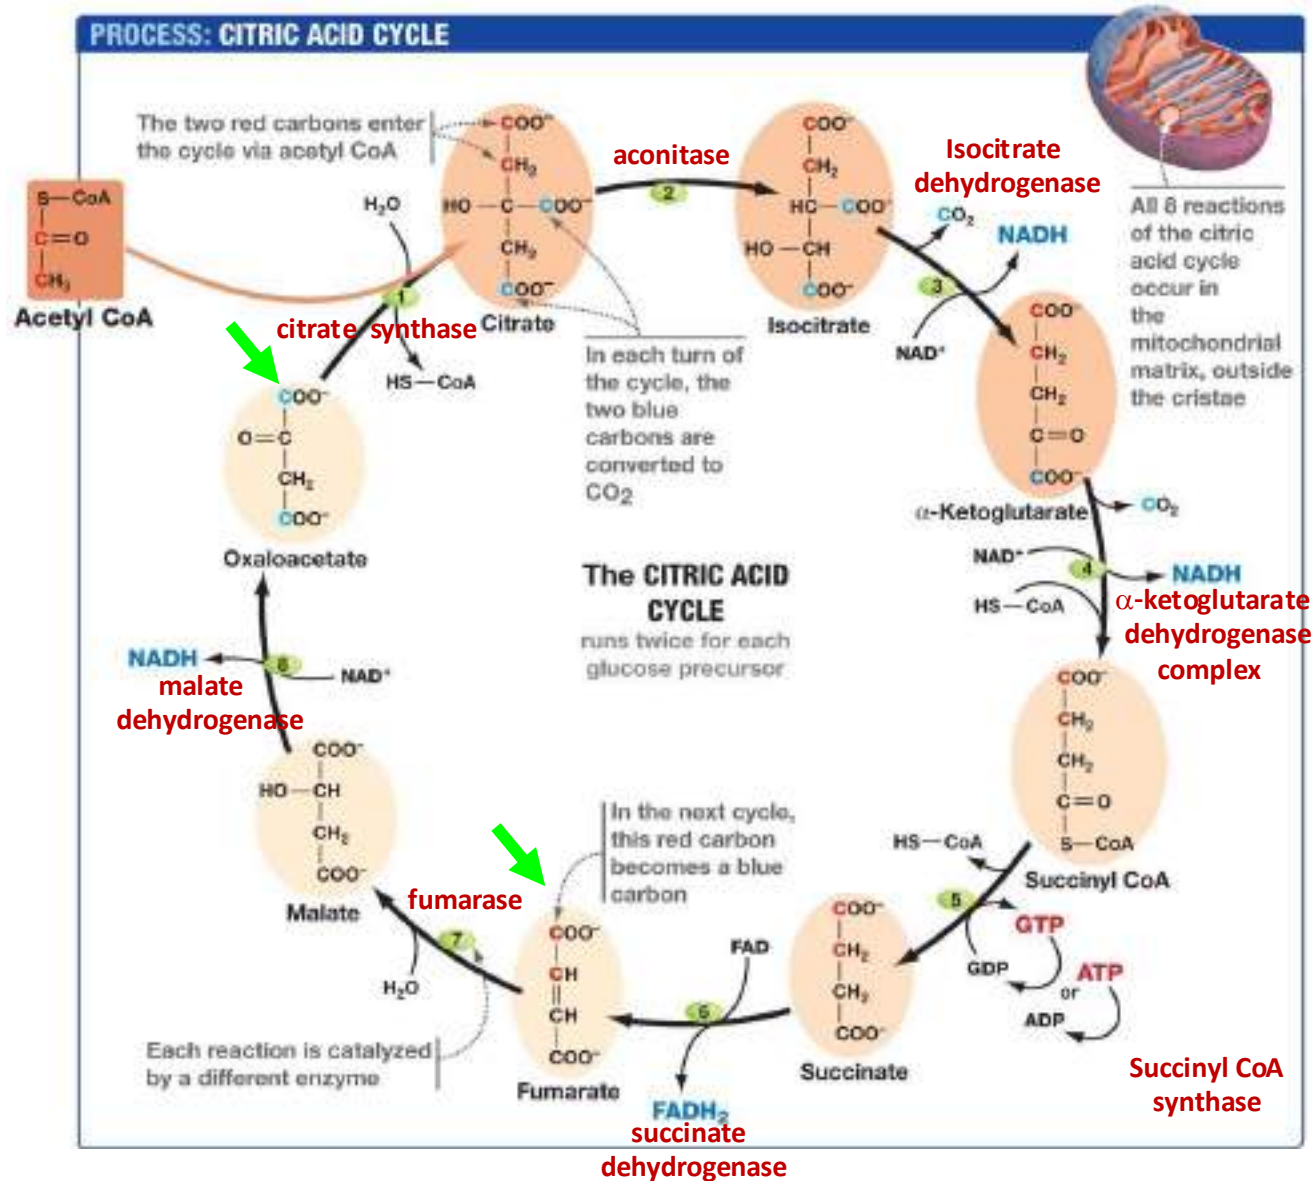 PROCESS: CITRIC ACID CYCLE
The two red carbons enter
the cycle via acetyl CoA
S—CoA
C=O
CH₃
Acetyl CoA
H₂O
1
citrate synthase
HS—CoA
COO⁻
CH₂
HO—C—COO⁻
CH₂
COO⁻
Citrate
aconitase
2
COO⁻
CH₂
HC—COO⁻
HO—CH
COO⁻
Isocitrate
Isocitrate
dehydrogenase
CO₂
NADH
3
NAD⁺
All 8 reactions
of the citric
acid cycle
occur in
the
mitochondrial
matrix, outside
the cristae
In each turn of
the cycle, the
two blue
carbons are
converted to
CO₂
COO⁻
CH₂
CH₂
C=O
COO⁻
α-Ketoglutarate
CO₂
NAD⁺
4
NADH
HS—CoA
α-ketoglutarate
dehydrogenase
complex
COO⁻
O=C
CH₂
COO⁻
Oxaloacetate
The CITRIC ACID
CYCLE
runs twice for each
glucose precursor
NADH
8
NAD⁺
malate
dehydrogenase
COO⁻
HO—CH
CH₂
COO⁻
Malate
COO⁻
CH₂
CH₂
C=O
S—CoA
Succinyl CoA
HS—CoA
5
GTP
GDP
or
ATP
ADP
Succinyl CoA
synthase
In the next cycle,
this red carbon
becomes a blue
carbon
fumarase
7
H₂O
COO⁻
CH
CH
COO⁻
Fumarate
FAD
6
FADH₂
succinate
dehydrogenase
COO⁻
CH₂
CH₂
COO⁻
Succinate
Each reaction is catalyzed
by a different enzyme